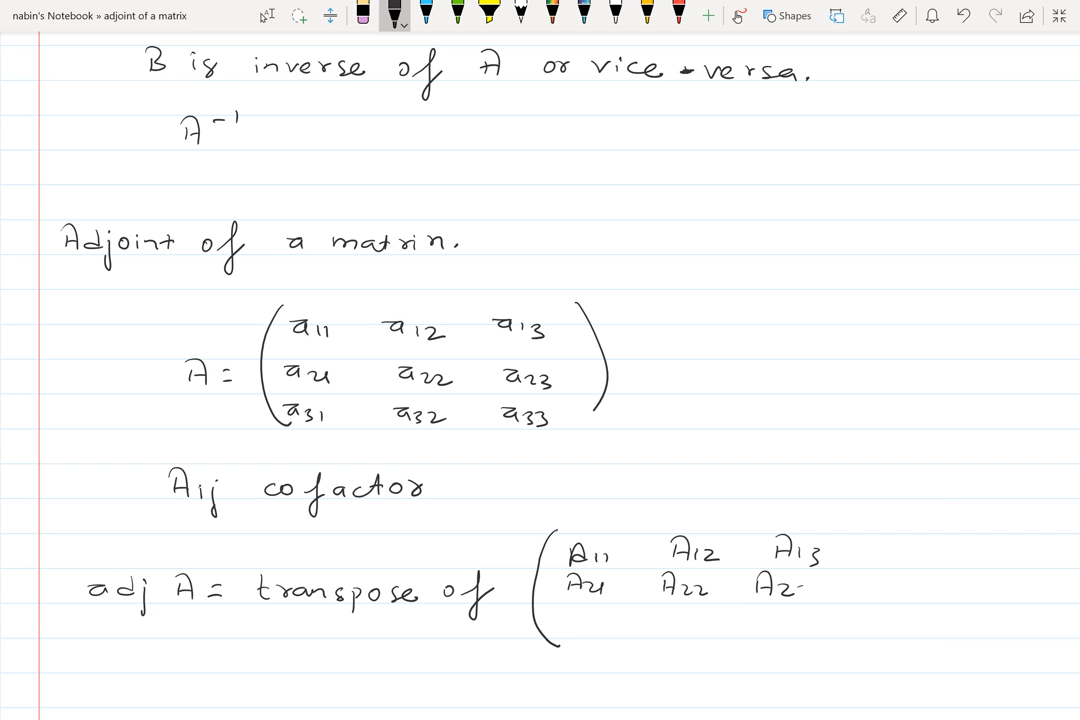 nabin's Notebook » adjoint of a matrix
Shapes
B is inverse of A or vice-versa.
A⁻¹
Adjoint of a matrix.
a11 a12 a13
A = a21 a22 a23
a31 a32 a33
Aij cofactor
A11 A12 A13
adj A = transpose of ( A21 A22 A2